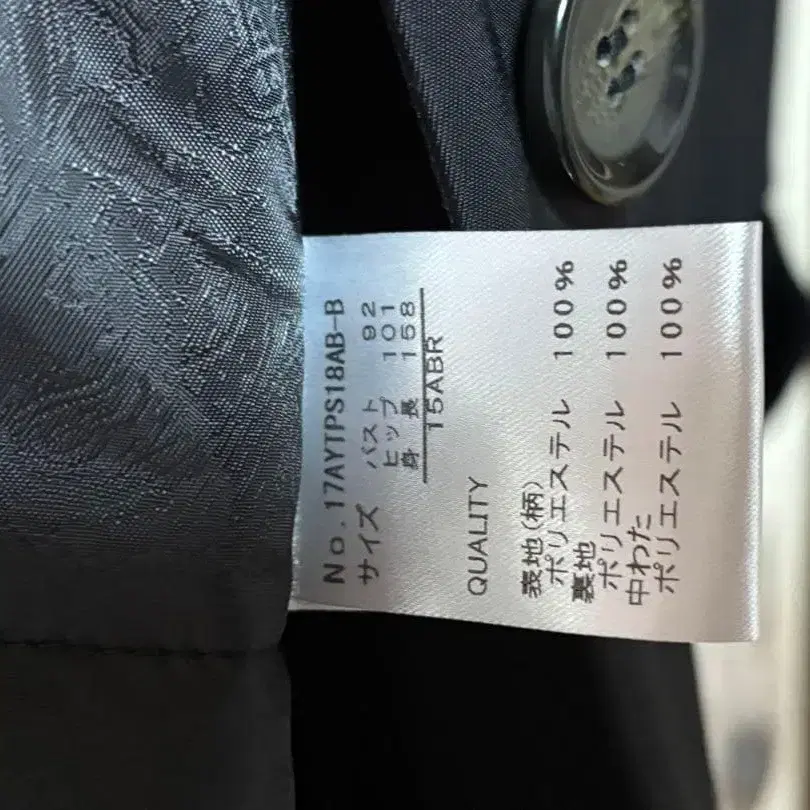 No.17AYTPS18AB-B
サイズ バスト 92
ヒップ 101
身長 158
15ABR
QUALITY
表地(柄)
ポリエステル 100%
裏地
ポリエステル 100%
中わた
ポリエステル 100%